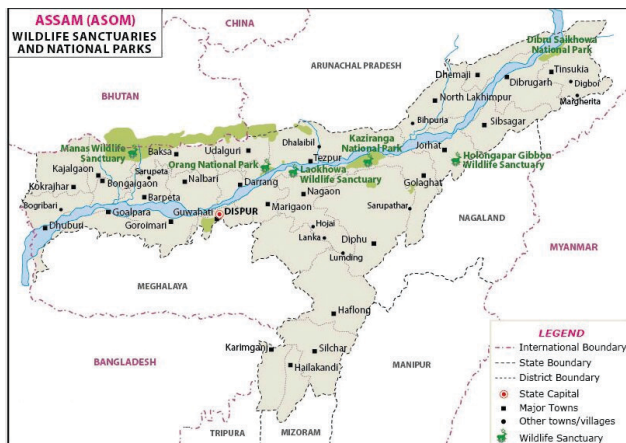 ASSAM (ASOM)
WILDLIFE SANCTUARIES
AND NATIONAL PARKS
CHINA
Dibru Saikhowa
National Park
ARUNACHAL PRADESH
Dhemaji
Tinsukia
Dibrugarh
Digboi
BHUTAN
North Lakhimpur
Margherita
Bihpuria
Kaziranga
National Park
Sibsagar
Dhalaibil
Manas Wildlife
Sanctuary
Baksa
Udalguri
Jorhat
Tezpur
Holongapar Gibbon
Wildlife Sanctuary
Sarupeta
Orang National Park
Kajalgaon
Laokhowa
Wildlife Sanctuary
Bongaigaon
Nalbari
Darrang
Golaghat
Kokrajhar
Nagaon
Barpeta
Marigaon
Sarupathar
Bogribari
Goalpara
Guwahati
DISPUR
NAGALAND
Dhuburi
Goroimari
Hojai
Lanka
Diphu
MYANMAR
Lumding
MEGHALAYA
Haflong
LEGEND
Karimganj
Silchar
International Boundary
BANGLADESH
Hailakandi
MANIPUR
State Boundary
District Boundary
State Capital
Major Towns
Other towns/villages
TRIPURA
MIZORAM
Wildlife Sanctuary